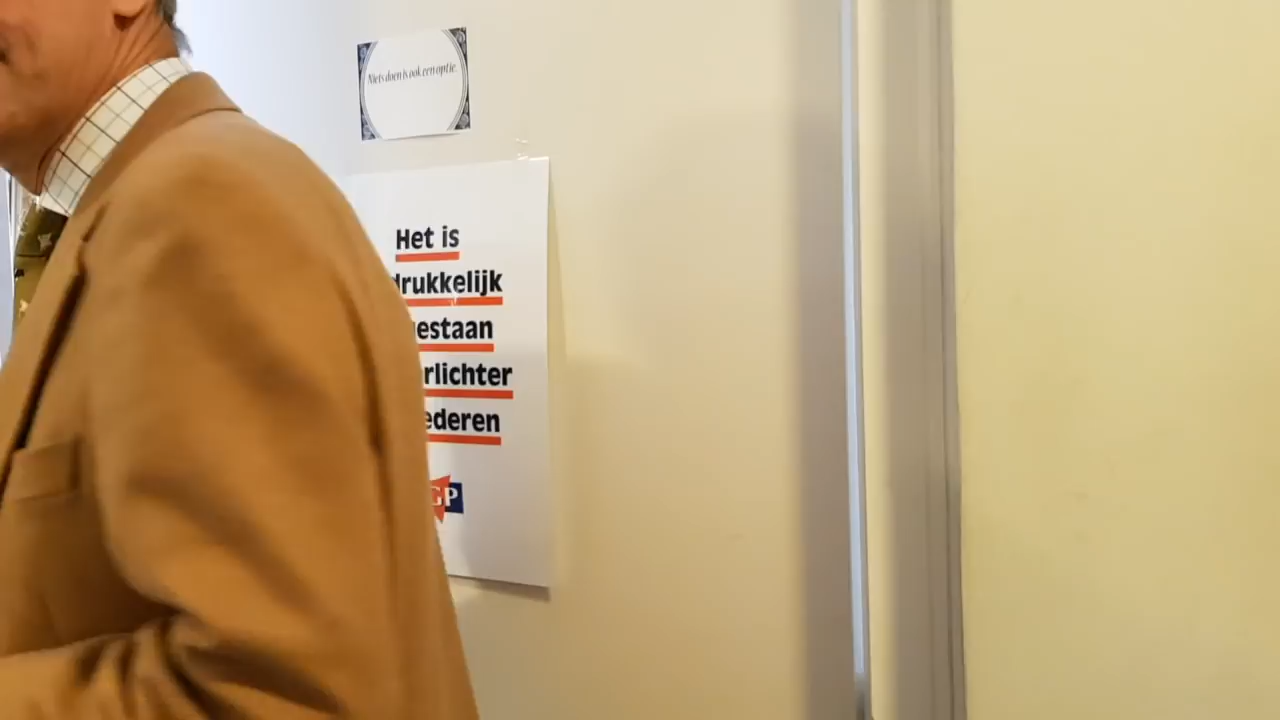 Niets doen is ook een optie.
Het is
drukkelijk
estaan
rlichter
ederen
GP